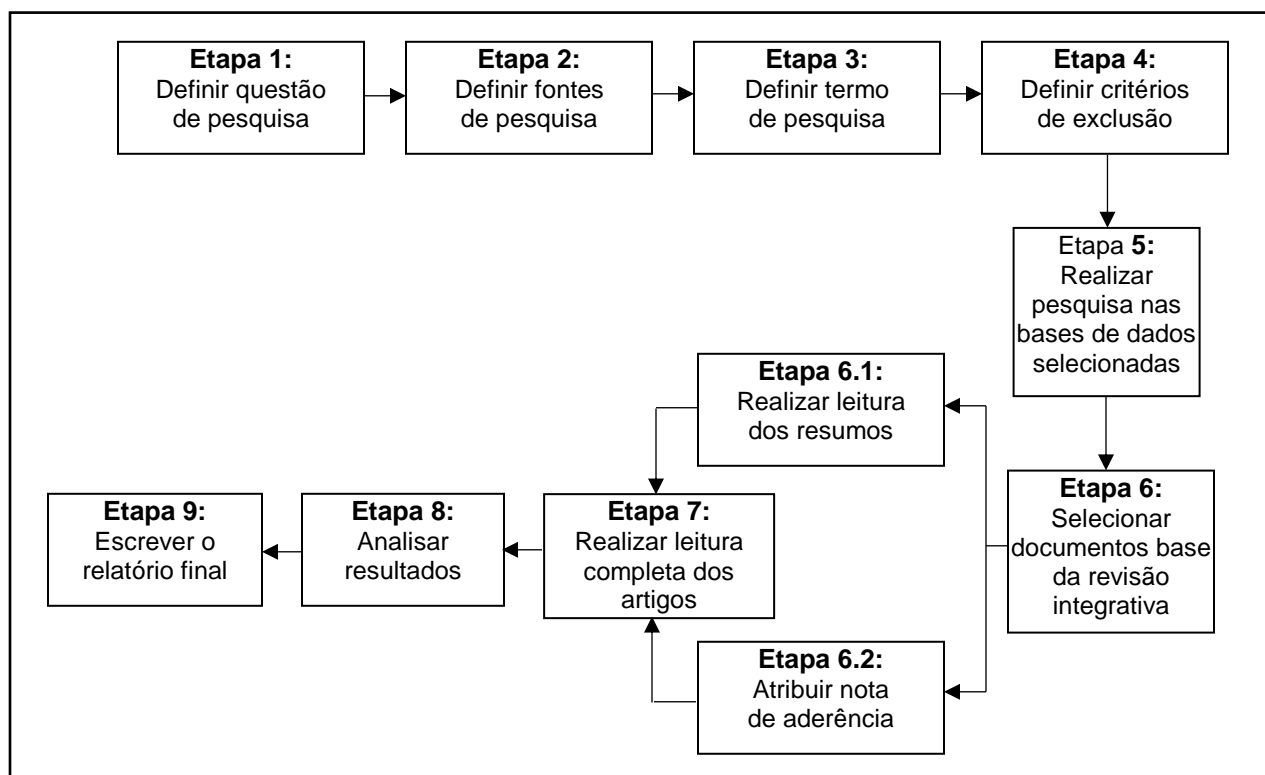 Etapa 1:
Definir questão
de pesquisa
Etapa 2:
Definir fontes
de pesquisa
Etapa 3:
Definir termo
de pesquisa
Etapa 4:
Definir critérios
de exclusão
Etapa 5:
Realizar
pesquisa nas
bases de dados
selecionadas
Etapa 6:
Selecionar
documentos base
da revisão
integrativa
Etapa 6.1:
Realizar leitura
dos resumos
Etapa 6.2:
Atribuir nota
de aderência
Etapa 7:
Realizar leitura
completa dos
artigos
Etapa 8:
Analisar
resultados
Etapa 9:
Escrever o
relatório final